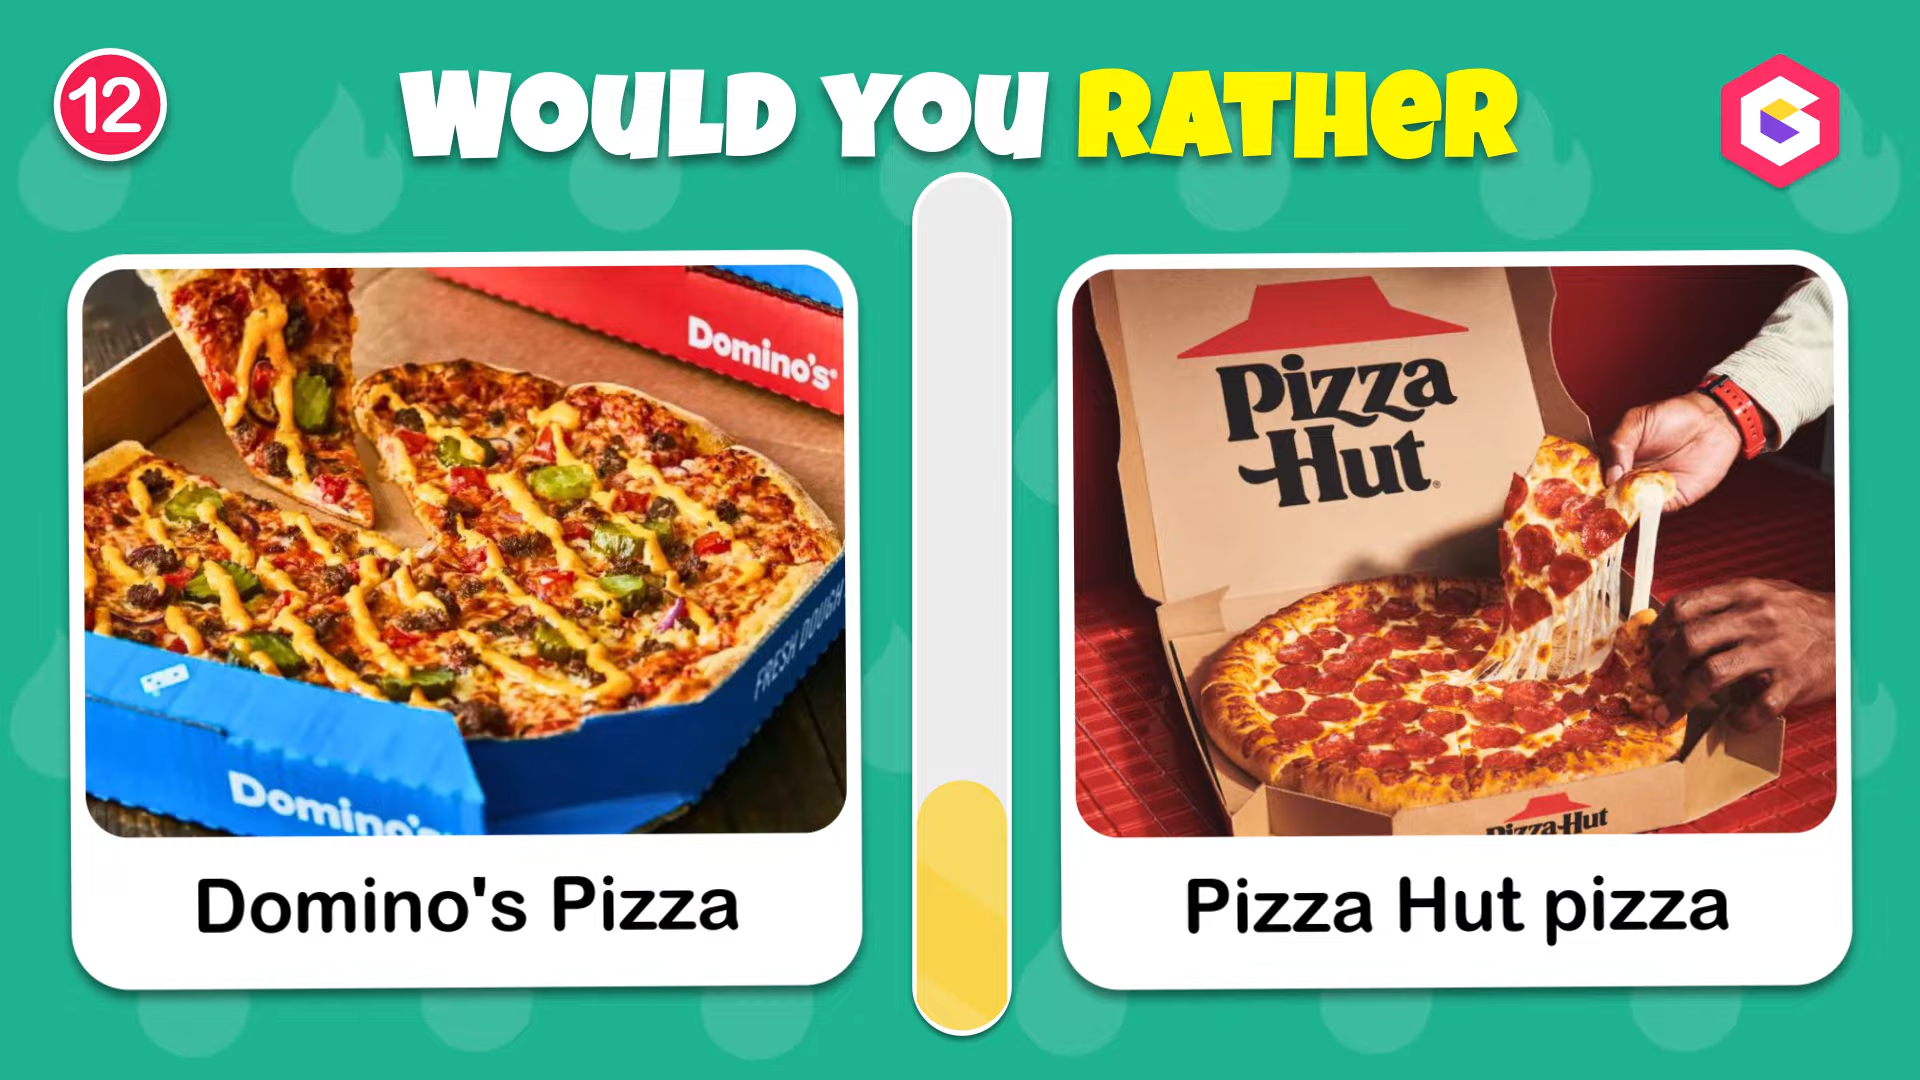 12
WOULD YOU RATHER
Domino's®
FRESH DOUGH
Domino's
Pizza
Hut®
Pizza Hut
Domino's Pizza
Pizza Hut pizza